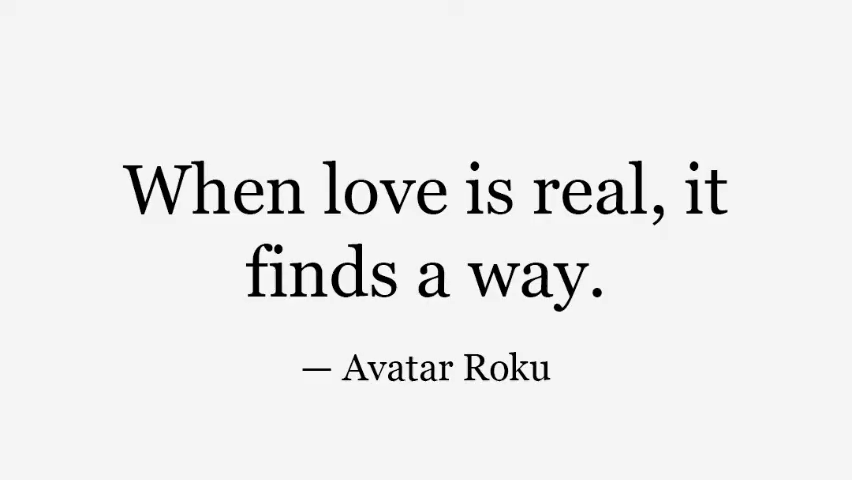 When love is real, it
finds a way.
— Avatar Roku